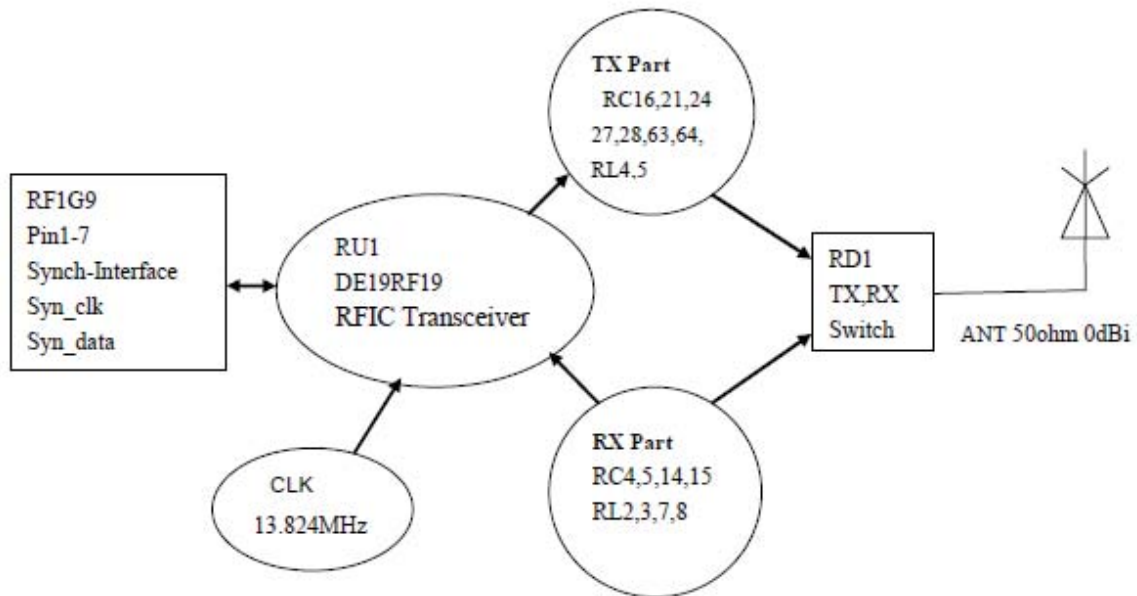 TX Part
RC16,21,24
27,28,63,64,
RL4,5
RF1G9
Pin1-7
Synch-Interface
Syn_clk
Syn_data
RU1
DE19RF19
RFIC Transceiver
RD1
TX,RX
Switch
ANT 50ohm 0dBi
CLK
13.824MHz
RX Part
RC4,5,14,15
RL2,3,7,8